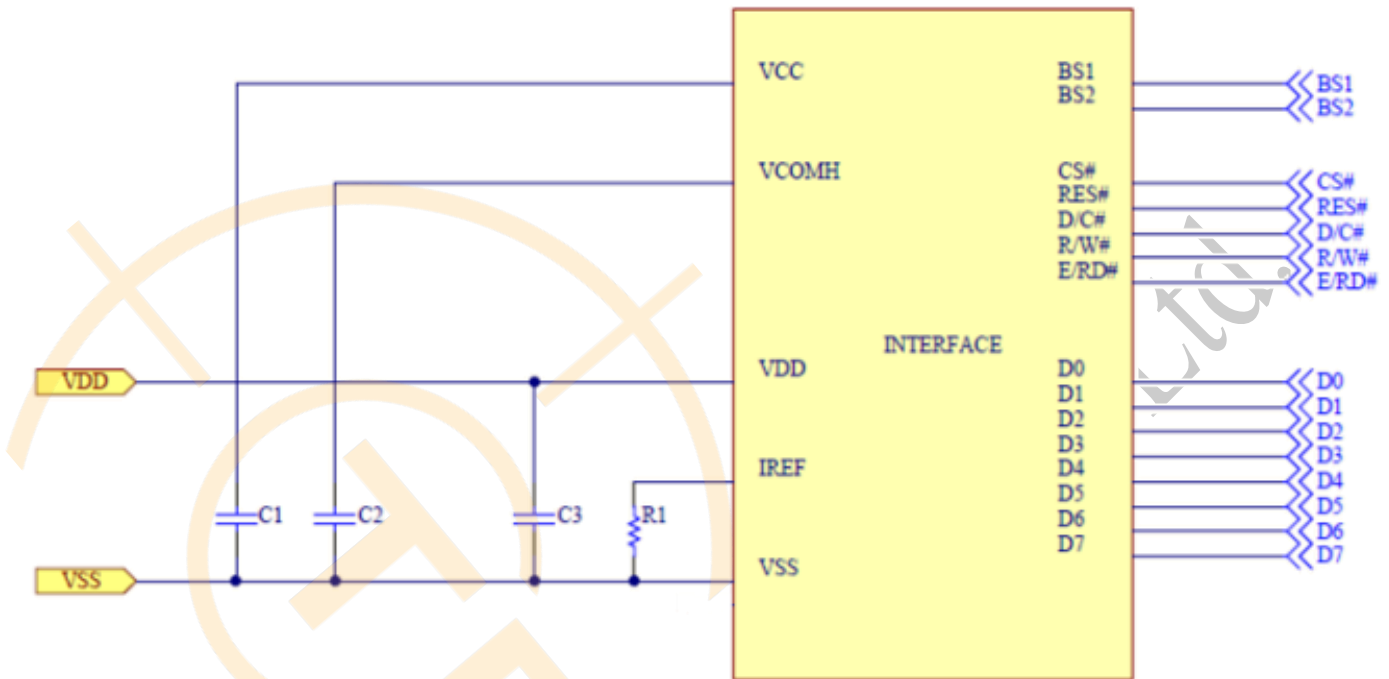 VCC
VCOMH
VDD
IREF
VSS
BS1
BS2
CS#
RES#
D/C#
R/W#
E/RD#
INTERFACE
D0
D1
D2
D3
D4
D5
D6
D7
BS1
BS2
CS#
RES#
D/C#
R/W#
E/RD#
D0
D1
D2
D3
D4
D5
D6
D7
VDD
VSS
C1
C2
C3
R1
Ltd.